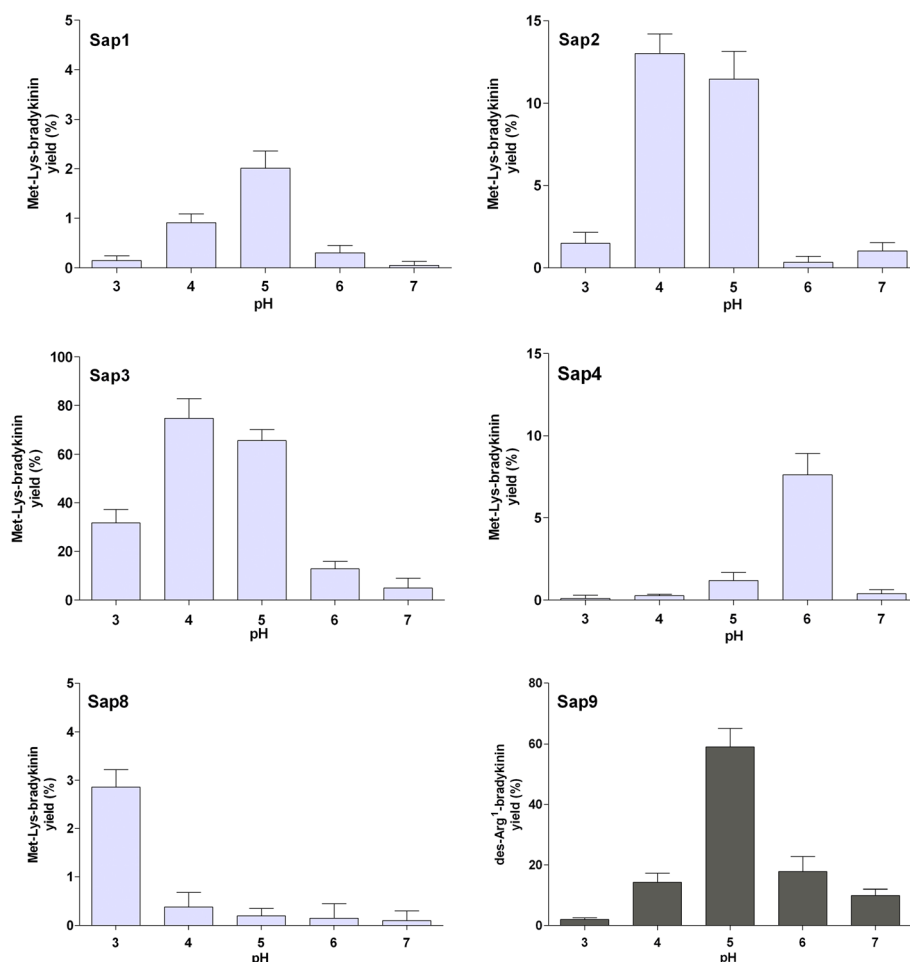 Sap1
Met-Lys-bradykinin
yield (%)
5
4
3
2
1
0
3 4 5 6 7
pH
Sap2
Met-Lys-bradykinin
yield (%)
15
10
5
0
3 4 5 6 7
pH
Sap3
Met-Lys-bradykinin
yield (%)
100
80
60
40
20
0
3 4 5 6 7
pH
Sap4
Met-Lys-bradykinin
yield (%)
15
10
5
0
3 4 5 6 7
pH
Sap8
Met-Lys-bradykinin
yield (%)
5
4
3
2
1
0
3 4 5 6 7
pH
Sap9
des-Arg¹-bradykinin
yield (%)
80
60
40
20
0
3 4 5 6 7
pH